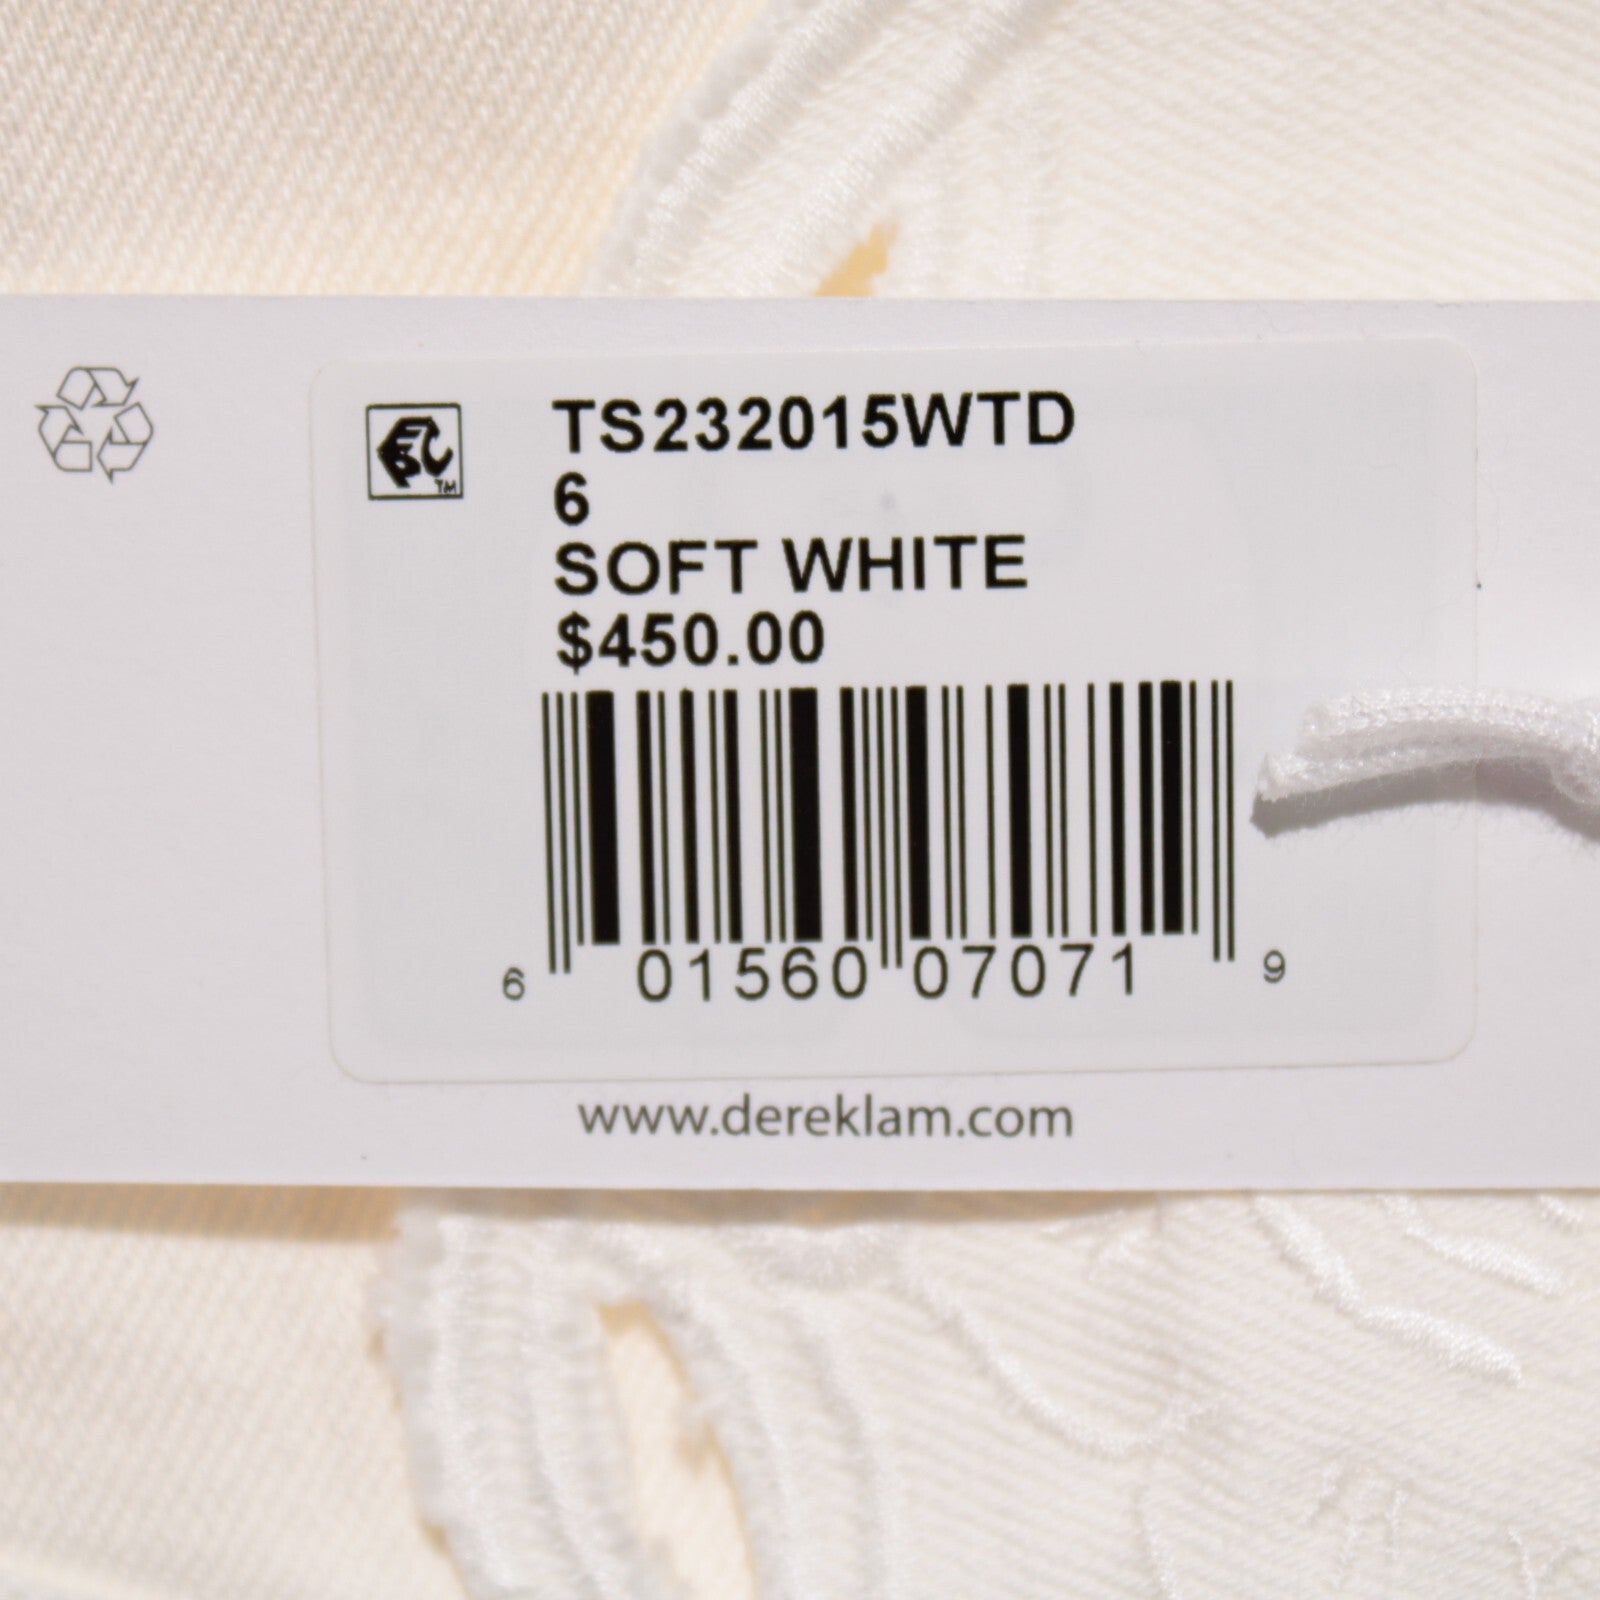 TS232015WTD
6
SOFT WHITE
$450.00
6 01560 07071 9
www.dereklam.com